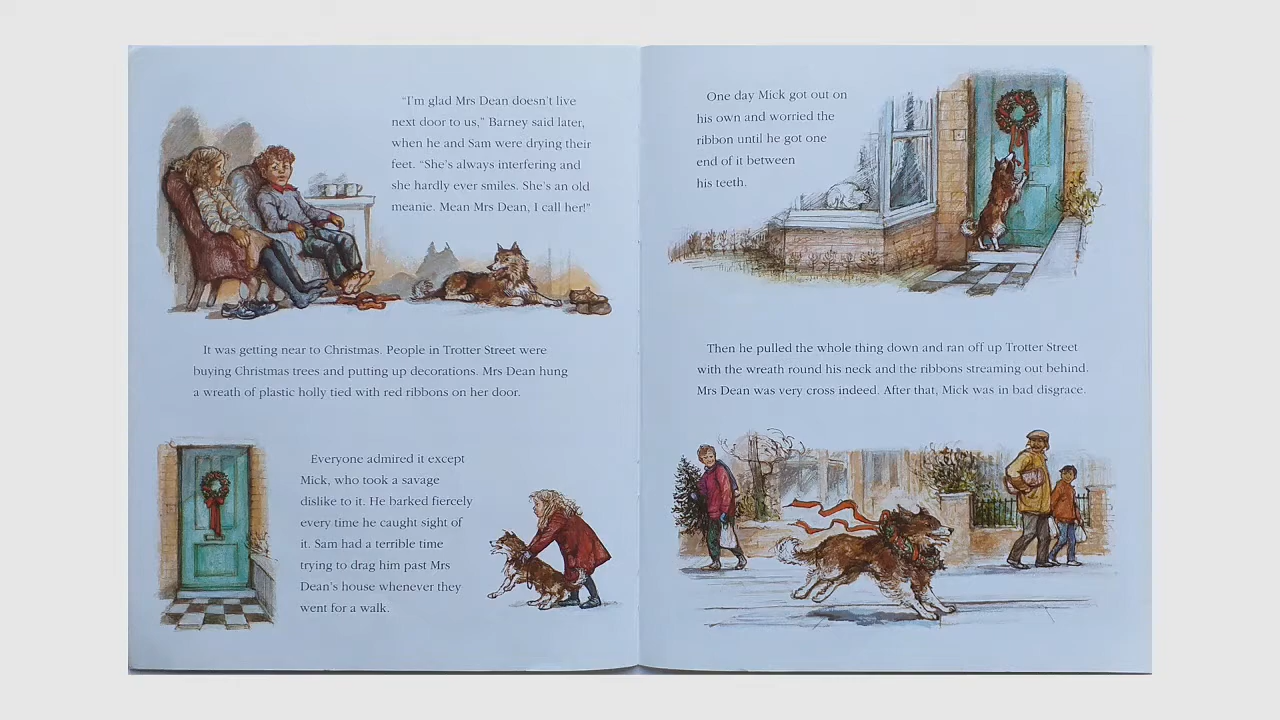 "I'm glad Mrs Dean doesn't live
next door to us," Barney said later,
when he and Sam were drying their
feet. "She's always interfering and
she hardly ever smiles. She's an old
meanie. Mean Mrs Dean, I call her!"
It was getting near to Christmas. People in Trotter Street were
buying Christmas trees and putting up decorations. Mrs Dean hung
a wreath of plastic holly tied with red ribbons on her door.
Everyone admired it except
Mick, who took a savage
dislike to it. He barked fiercely
every time he caught sight of
it. Sam had a terrible time
trying to drag him past Mrs
Dean's house whenever they
went for a walk.
One day Mick got out on
his own and worried the
ribbon until he got one
end of it between
his teeth.
Then he pulled the whole thing down and ran off up Trotter Street
with the wreath round his neck and the ribbons streaming out behind.
Mrs Dean was very cross indeed. After that, Mick was in bad disgrace.